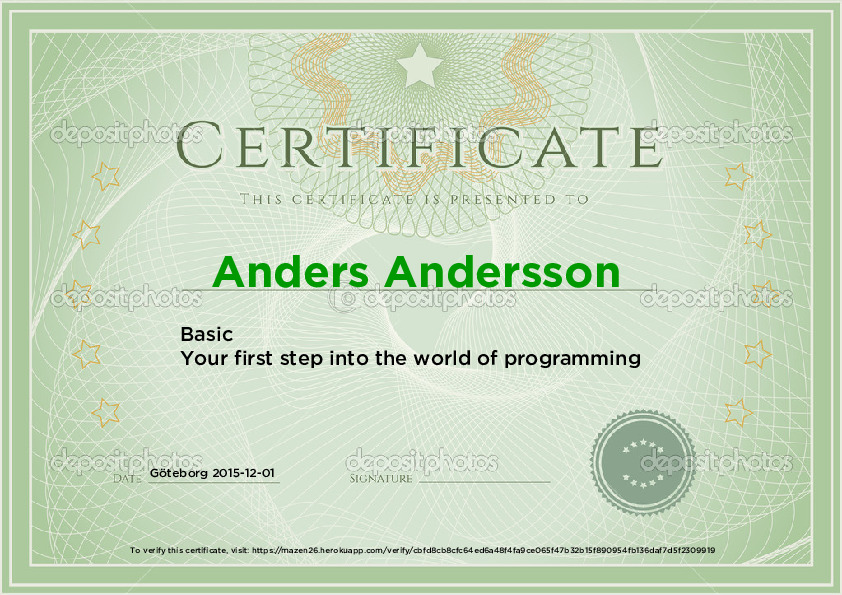 depositphotos depositphotos depositphotos
CERTIFICATE
THIS CERTIFICATE IS PRESENTED TO
Anders Andersson
depositphotos © depositphotos depositphotos
Basic
Your first step into the world of programming
depositphotos depositphotos depositphotos
DATE Göteborg 2015-12-01 SIGNATURE
To verify this certificate, visit: https://mazen26.herokuapp.com/verify/cbfd8cb8cfc64ed6a48f4fa9ce065f47b32b15f890954fb136daf7d5f2309919